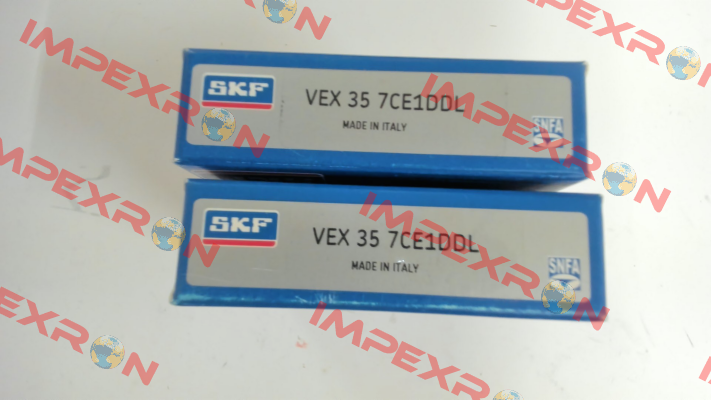 SKF
VEX 35 7CE1DDL
MADE IN ITALY
SNFA
SKF
VEX 35 7CE1DDL
MADE IN ITALY
SNFA
IMPEXRON
IMPEXRON
IMPEXRON
IMPEXRON
IMPEXRON
IMPEXRON